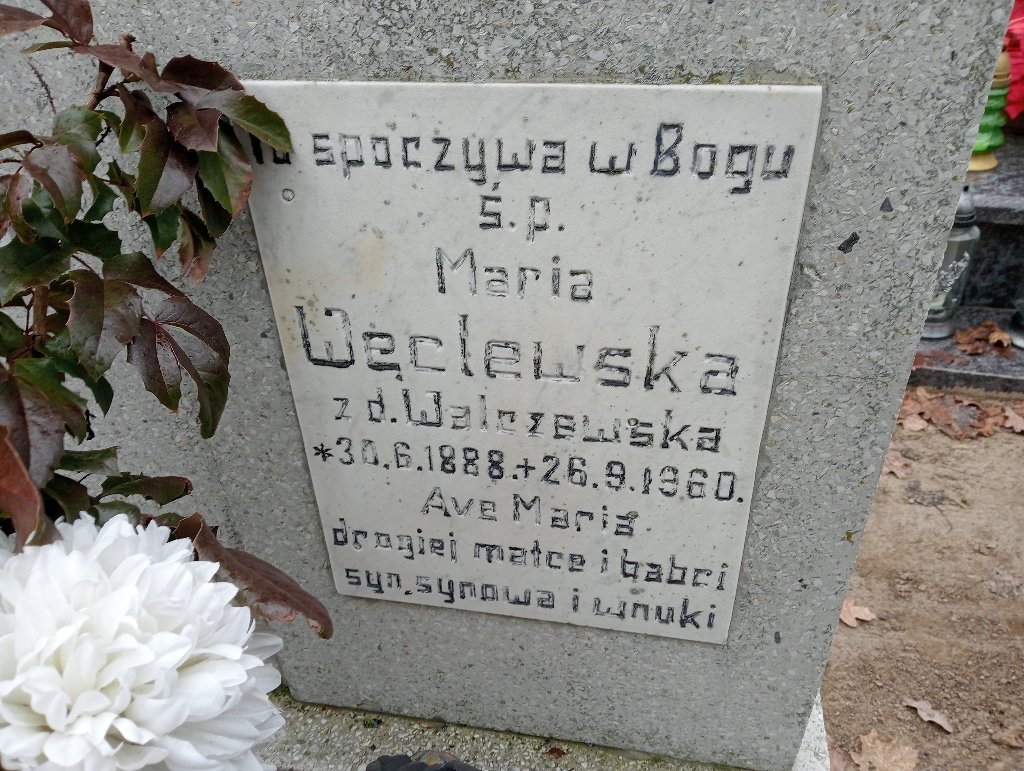 Tu spoczywa w Bogu
ś.p.
Maria
Węclewska
z d. Walczewska
*30.6.1888.+26.9.1960.
Ave Maria
drogiej matce i babci
syn, synowa i wnuki